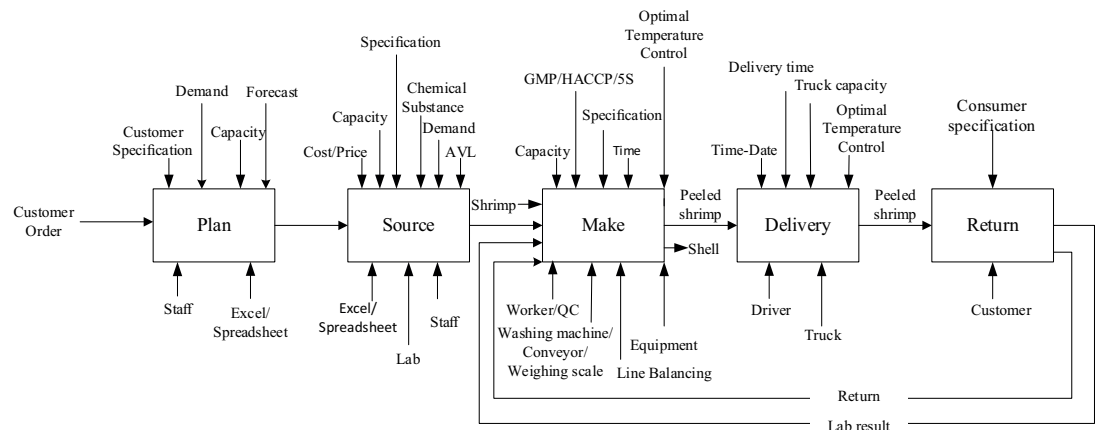 Optimal
Temperature
Control
Specification
GMP/HACCP/5S
Delivery time
Truck capacity
Demand
Forecast
Chemical
Substance
Specification
Optimal
Temperature
Control
Consumer
specification
Customer
Specification
Capacity
Capacity
Demand
Cost/Price
AVL
Capacity
Time
Time-Date
Customer
Order
Plan
Source
Shrimp
Make
Peeled
shrimp
Shell
Delivery
Peeled
shrimp
Return
Staff
Excel/
Spreadsheet
Excel/
Spreadsheet
Lab
Staff
Worker/QC
Washing machine/
Conveyor/
Weighing scale
Equipment
Line Balancing
Driver
Truck
Customer
Return
Lab result